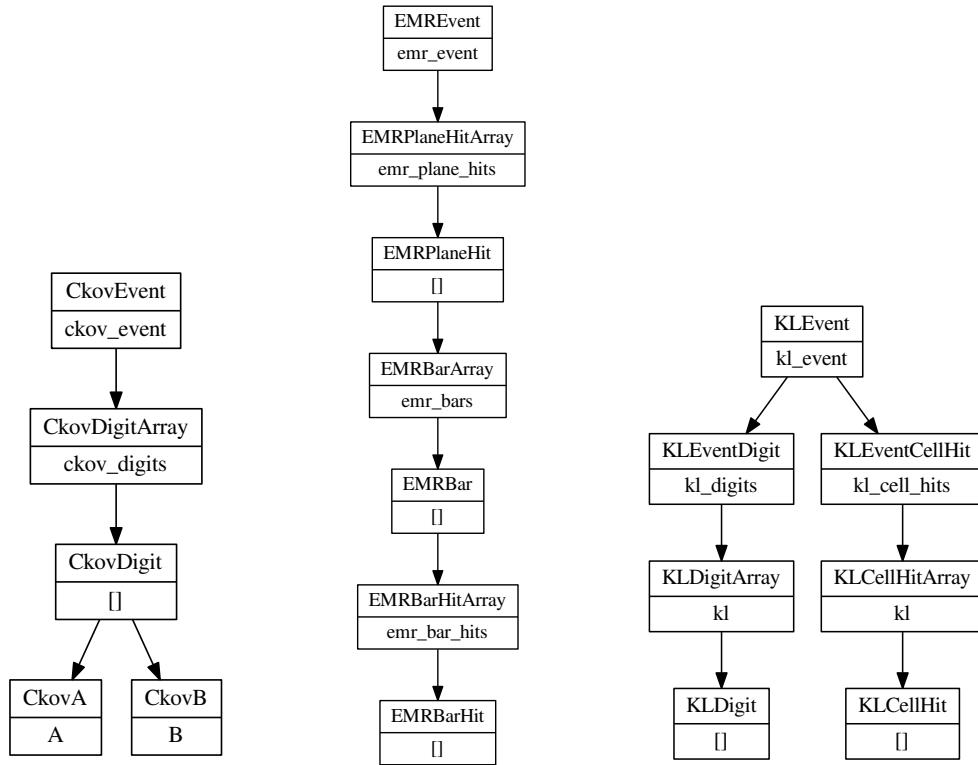 CkovEvent
ckov_event
CkovDigitArray
ckov_digits
CkovDigit
[]
CkovA
A
CkovB
B
EMREvent
emr_event
EMRPlaneHitArray
emr_plane_hits
EMRPlaneHit
[]
EMRBarArray
emr_bars
EMRBar
[]
EMRBarHitArray
emr_bar_hits
EMRBarHit
[]
KLEvent
kl_event
KLEventDigit
kl_digits
KLDigitArray
kl
KLDigit
[]
KLEventCellHit
kl_cell_hits
KLCellHitArray
kl
KLCellHit
[]